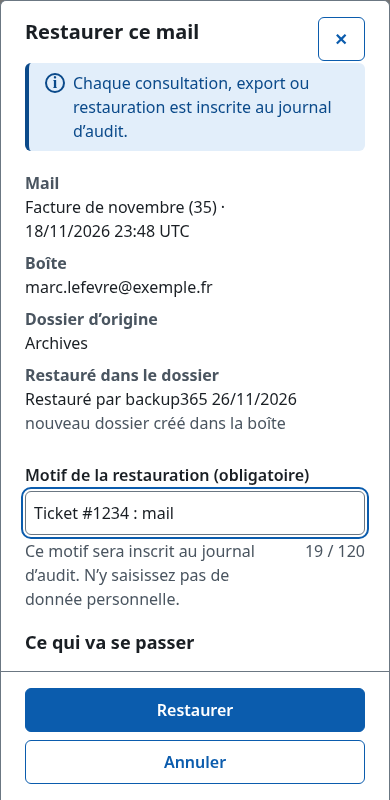 Restaurer ce mail
×
Chaque consultation, export ou
restauration est inscrite au journal
d’audit.
Mail
Facture de novembre (35) ·
18/11/2026 23:48 UTC
Boîte
marc.lefevre@exemple.fr
Dossier d’origine
Archives
Restauré dans le dossier
Restauré par backup365 26/11/2026
nouveau dossier créé dans la boîte
Motif de la restauration (obligatoire)
Ticket #1234 : mail
Ce motif sera inscrit au journal 19 / 120
d’audit. N’y saisissez pas de
donnée personnelle.
Ce qui va se passer
Restaurer
Annuler